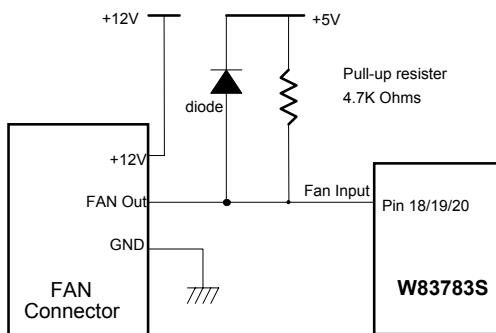 +12V
+5V
Pull-up resister
4.7K Ohms
diode
+12V
FAN Out
Fan Input
Pin 18/19/20
GND
W83783S
FAN
Connector